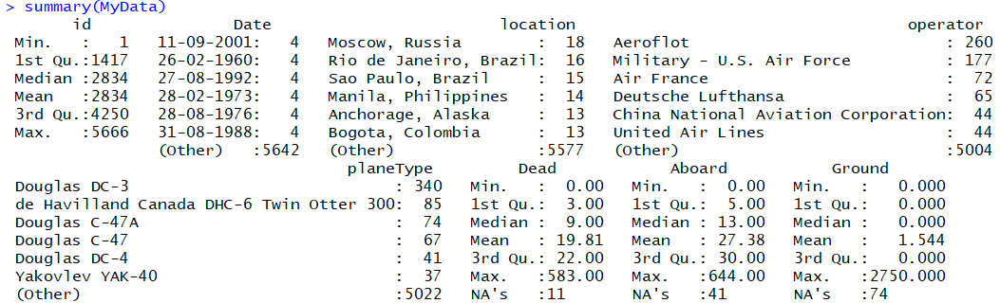 > summary(MyData)
id Date location operator
Min. : 1 11-09-2001: 4 Moscow, Russia : 18 Aeroflot : 260
1st Qu.:1417 26-02-1960: 4 Rio de Janeiro, Brazil: 16 Military - U.S. Air Force : 177
Median :2834 27-08-1992: 4 Sao Paulo, Brazil : 15 Air France : 72
Mean :2834 28-02-1973: 4 Manila, Philippines : 14 Deutsche Lufthansa : 65
3rd Qu.:4250 28-08-1976: 4 Anchorage, Alaska : 13 China National Aviation Corporation: 44
Max. :5666 31-08-1988: 4 Bogota, Colombia : 13 United Air Lines : 44
(Other) :5642 (Other) :5577 (Other) :5004
planeType Dead Aboard Ground
Douglas DC-3 : 340 Min. : 0.00 Min. : 0.00 Min. : 0.000
de Havilland Canada DHC-6 Twin Otter 300: 85 1st Qu.: 3.00 1st Qu.: 5.00 1st Qu.: 0.000
Douglas C-47A : 74 Median : 9.00 Median : 13.00 Median : 0.000
Douglas C-47 : 67 Mean : 19.81 Mean : 27.38 Mean : 1.544
Douglas DC-4 : 41 3rd Qu.: 22.00 3rd Qu.: 30.00 3rd Qu.: 0.000
Yakovlev YAK-40 : 37 Max. :583.00 Max. :644.00 Max. :2750.000
(Other) :5022 NA's :11 NA's :41 NA's :74